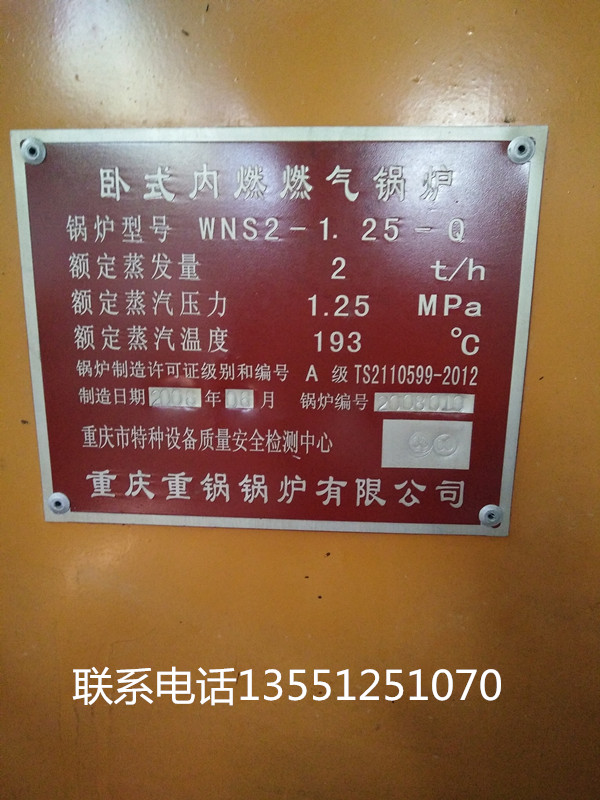 卧式内燃燃气锅炉
锅炉型号 WNS2-1.25-Q
额定蒸发量 2 t/h
额定蒸汽压力 1.25 MPa
额定蒸汽温度 193 ℃
锅炉制造许可证级别和编号 A 级 TS2110599-2012
制造日期 年 08 月 锅炉编号
重庆市特种设备质量安全检测中心
重庆重锅锅炉有限公司
联系电话13551251070